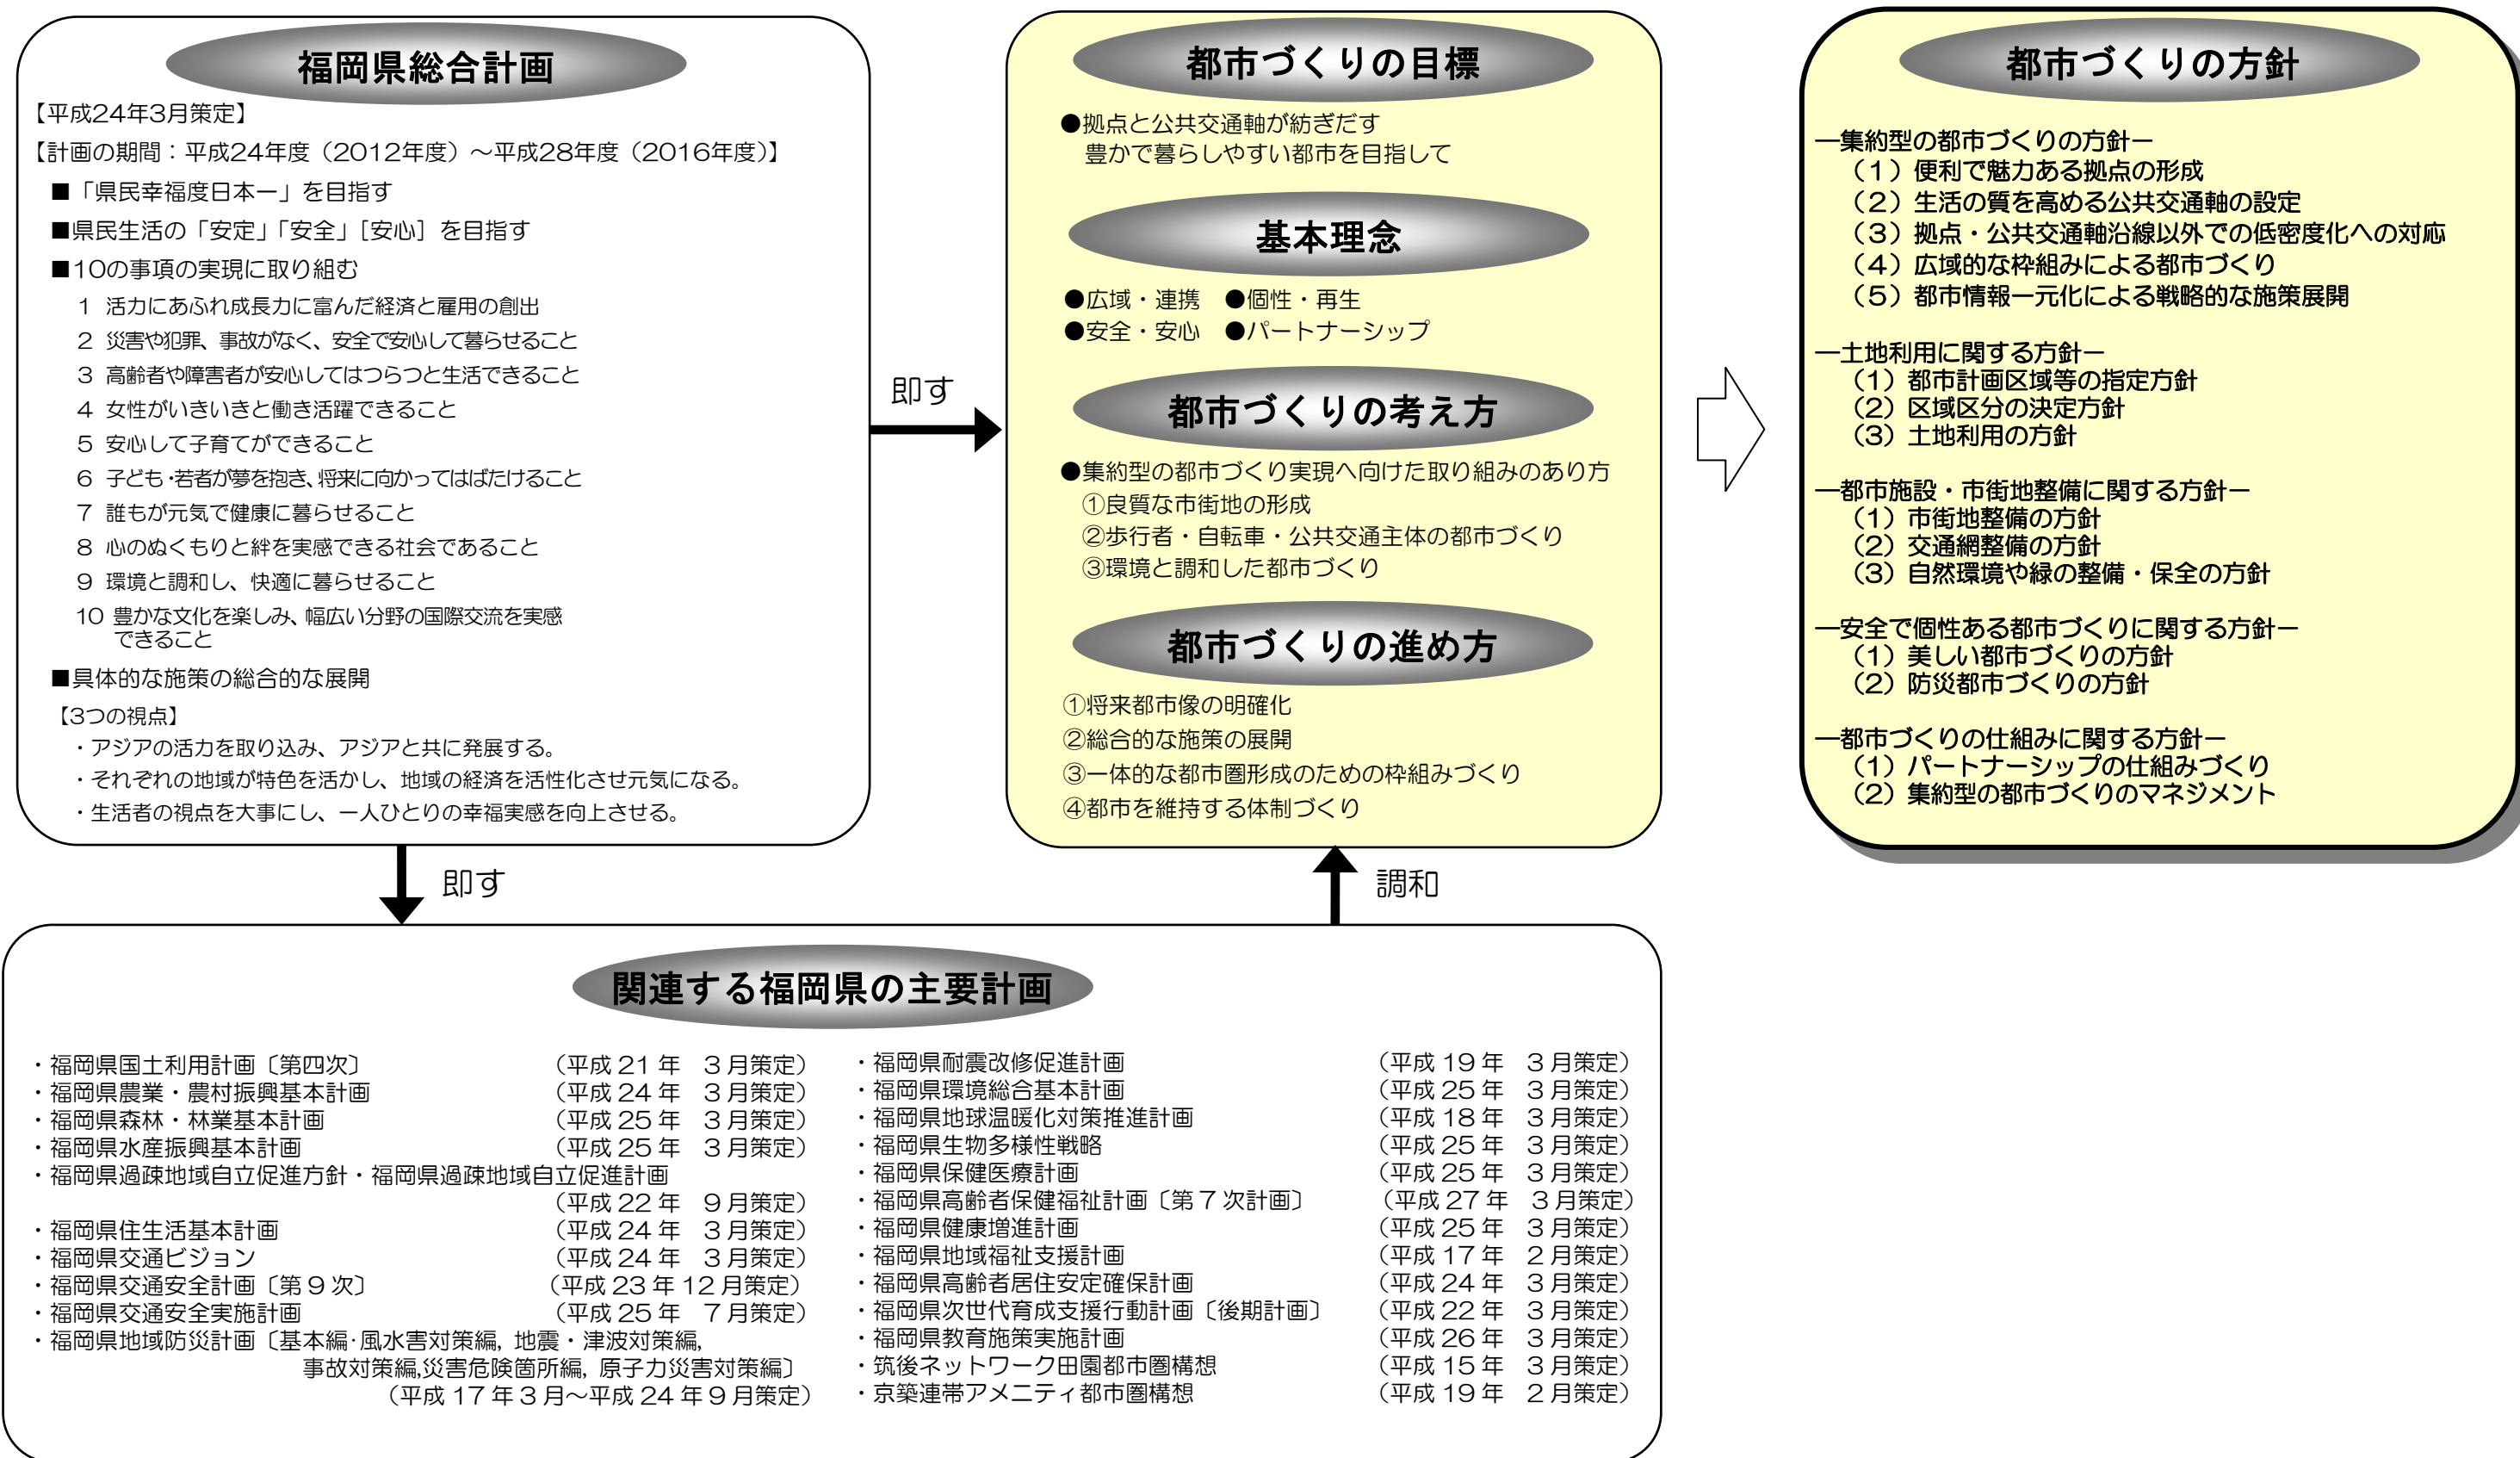 福岡県総合計画
【平成24年3月策定】
【計画の期間：平成24年度（2012年度）～平成28年度（2016年度）】
■「県民幸福度日本一」を目指す
■県民生活の「安定」「安全」[安心］を目指す
■10の事項の実現に取り組む
1 活力にあふれ成長力に富んだ経済と雇用の創出
2 災害や犯罪、事故がなく、安全で安心して暮らせること
3 高齢者や障害者が安心してはつらつと生活できること
4 女性がいきいきと働き活躍できること
5 安心して子育てができること
6 子ども・若者が夢を抱き、将来に向かってはばたけること
7 誰もが元気で健康に暮らせること
8 心のぬくもりと絆を実感できる社会であること
9 環境と調和し、快適に暮らせること
10 豊かな文化を楽しみ、幅広い分野の国際交流を実感
できること
■具体的な施策の総合的な展開
【3つの視点】
・アジアの活力を取り込み、アジアと共に発展する。
・それぞれの地域が特色を活かし、地域の経済を活性化させ元気になる。
・生活者の視点を大事にし、一人ひとりの幸福実感を向上させる。
即す
即す
都市づくりの目標
●拠点と公共交通軸が紡ぎだす
豊かで暮らしやすい都市を目指して
基本理念
●広域・連携　●個性・再生
●安全・安心　●パートナーシップ
都市づくりの考え方
●集約型の都市づくり実現へ向けた取り組みのあり方
①良質な市街地の形成
②歩行者・自転車・公共交通主体の都市づくり
③環境と調和した都市づくり
都市づくりの進め方
①将来都市像の明確化
②総合的な施策の展開
③一体的な都市圏形成のための枠組みづくり
④都市を維持する体制づくり
調和
都市づくりの方針
―集約型の都市づくりの方針―
（1）便利で魅力ある拠点の形成
（2）生活の質を高める公共交通軸の設定
（3）拠点・公共交通軸沿線以外での低密度化への対応
（4）広域的な枠組みによる都市づくり
（5）都市情報一元化による戦略的な施策展開
―土地利用に関する方針―
（1）都市計画区域等の指定方針
（2）区域区分の決定方針
（3）土地利用の方針
―都市施設・市街地整備に関する方針―
（1）市街地整備の方針
（2）交通網整備の方針
（3）自然環境や緑の整備・保全の方針
―安全で個性ある都市づくりに関する方針―
（1）美しい都市づくりの方針
（2）防災都市づくりの方針
―都市づくりの仕組みに関する方針―
（1）パートナーシップの仕組みづくり
（2）集約型の都市づくりのマネジメント
関連する福岡県の主要計画
・福岡県国土利用計画〔第四次〕　（平成 21 年　3 月策定）
・福岡県農業・農村振興基本計画　（平成 24 年　3 月策定）
・福岡県森林・林業基本計画　（平成 25 年　3 月策定）
・福岡県水産振興基本計画　（平成 25 年　3 月策定）
・福岡県過疎地域自立促進方針・福岡県過疎地域自立促進計画
（平成 22 年　9 月策定）
・福岡県住生活基本計画　（平成 24 年　3 月策定）
・福岡県交通ビジョン　（平成 24 年　3 月策定）
・福岡県交通安全計画〔第 9 次〕　（平成 23 年 12 月策定）
・福岡県交通安全実施計画　（平成 25 年　7 月策定）
・福岡県地域防災計画〔基本編･風水害対策編, 地震・津波対策編,
事故対策編,災害危険箇所編, 原子力災害対策編〕
（平成 17 年 3 月～平成 24 年 9 月策定）
・福岡県耐震改修促進計画　（平成 19 年　3 月策定）
・福岡県環境総合基本計画　（平成 25 年　3 月策定）
・福岡県地球温暖化対策推進計画　（平成 18 年　3 月策定）
・福岡県生物多様性戦略　（平成 25 年　3 月策定）
・福岡県保健医療計画　（平成 25 年　3 月策定）
・福岡県高齢者保健福祉計画〔第 7 次計画〕　（平成 27 年　3 月策定）
・福岡県健康増進計画　（平成 25 年　3 月策定）
・福岡県地域福祉支援計画　（平成 17 年　2 月策定）
・福岡県高齢者居住安定確保計画　（平成 24 年　3 月策定）
・福岡県次世代育成支援行動計画〔後期計画〕　（平成 22 年　3 月策定）
・福岡県教育施策実施計画　（平成 26 年　3 月策定）
・筑後ネットワーク田園都市圏構想　（平成 15 年　3 月策定）
・京築連帯アメニティ都市圏構想　（平成 19 年　2 月策定）